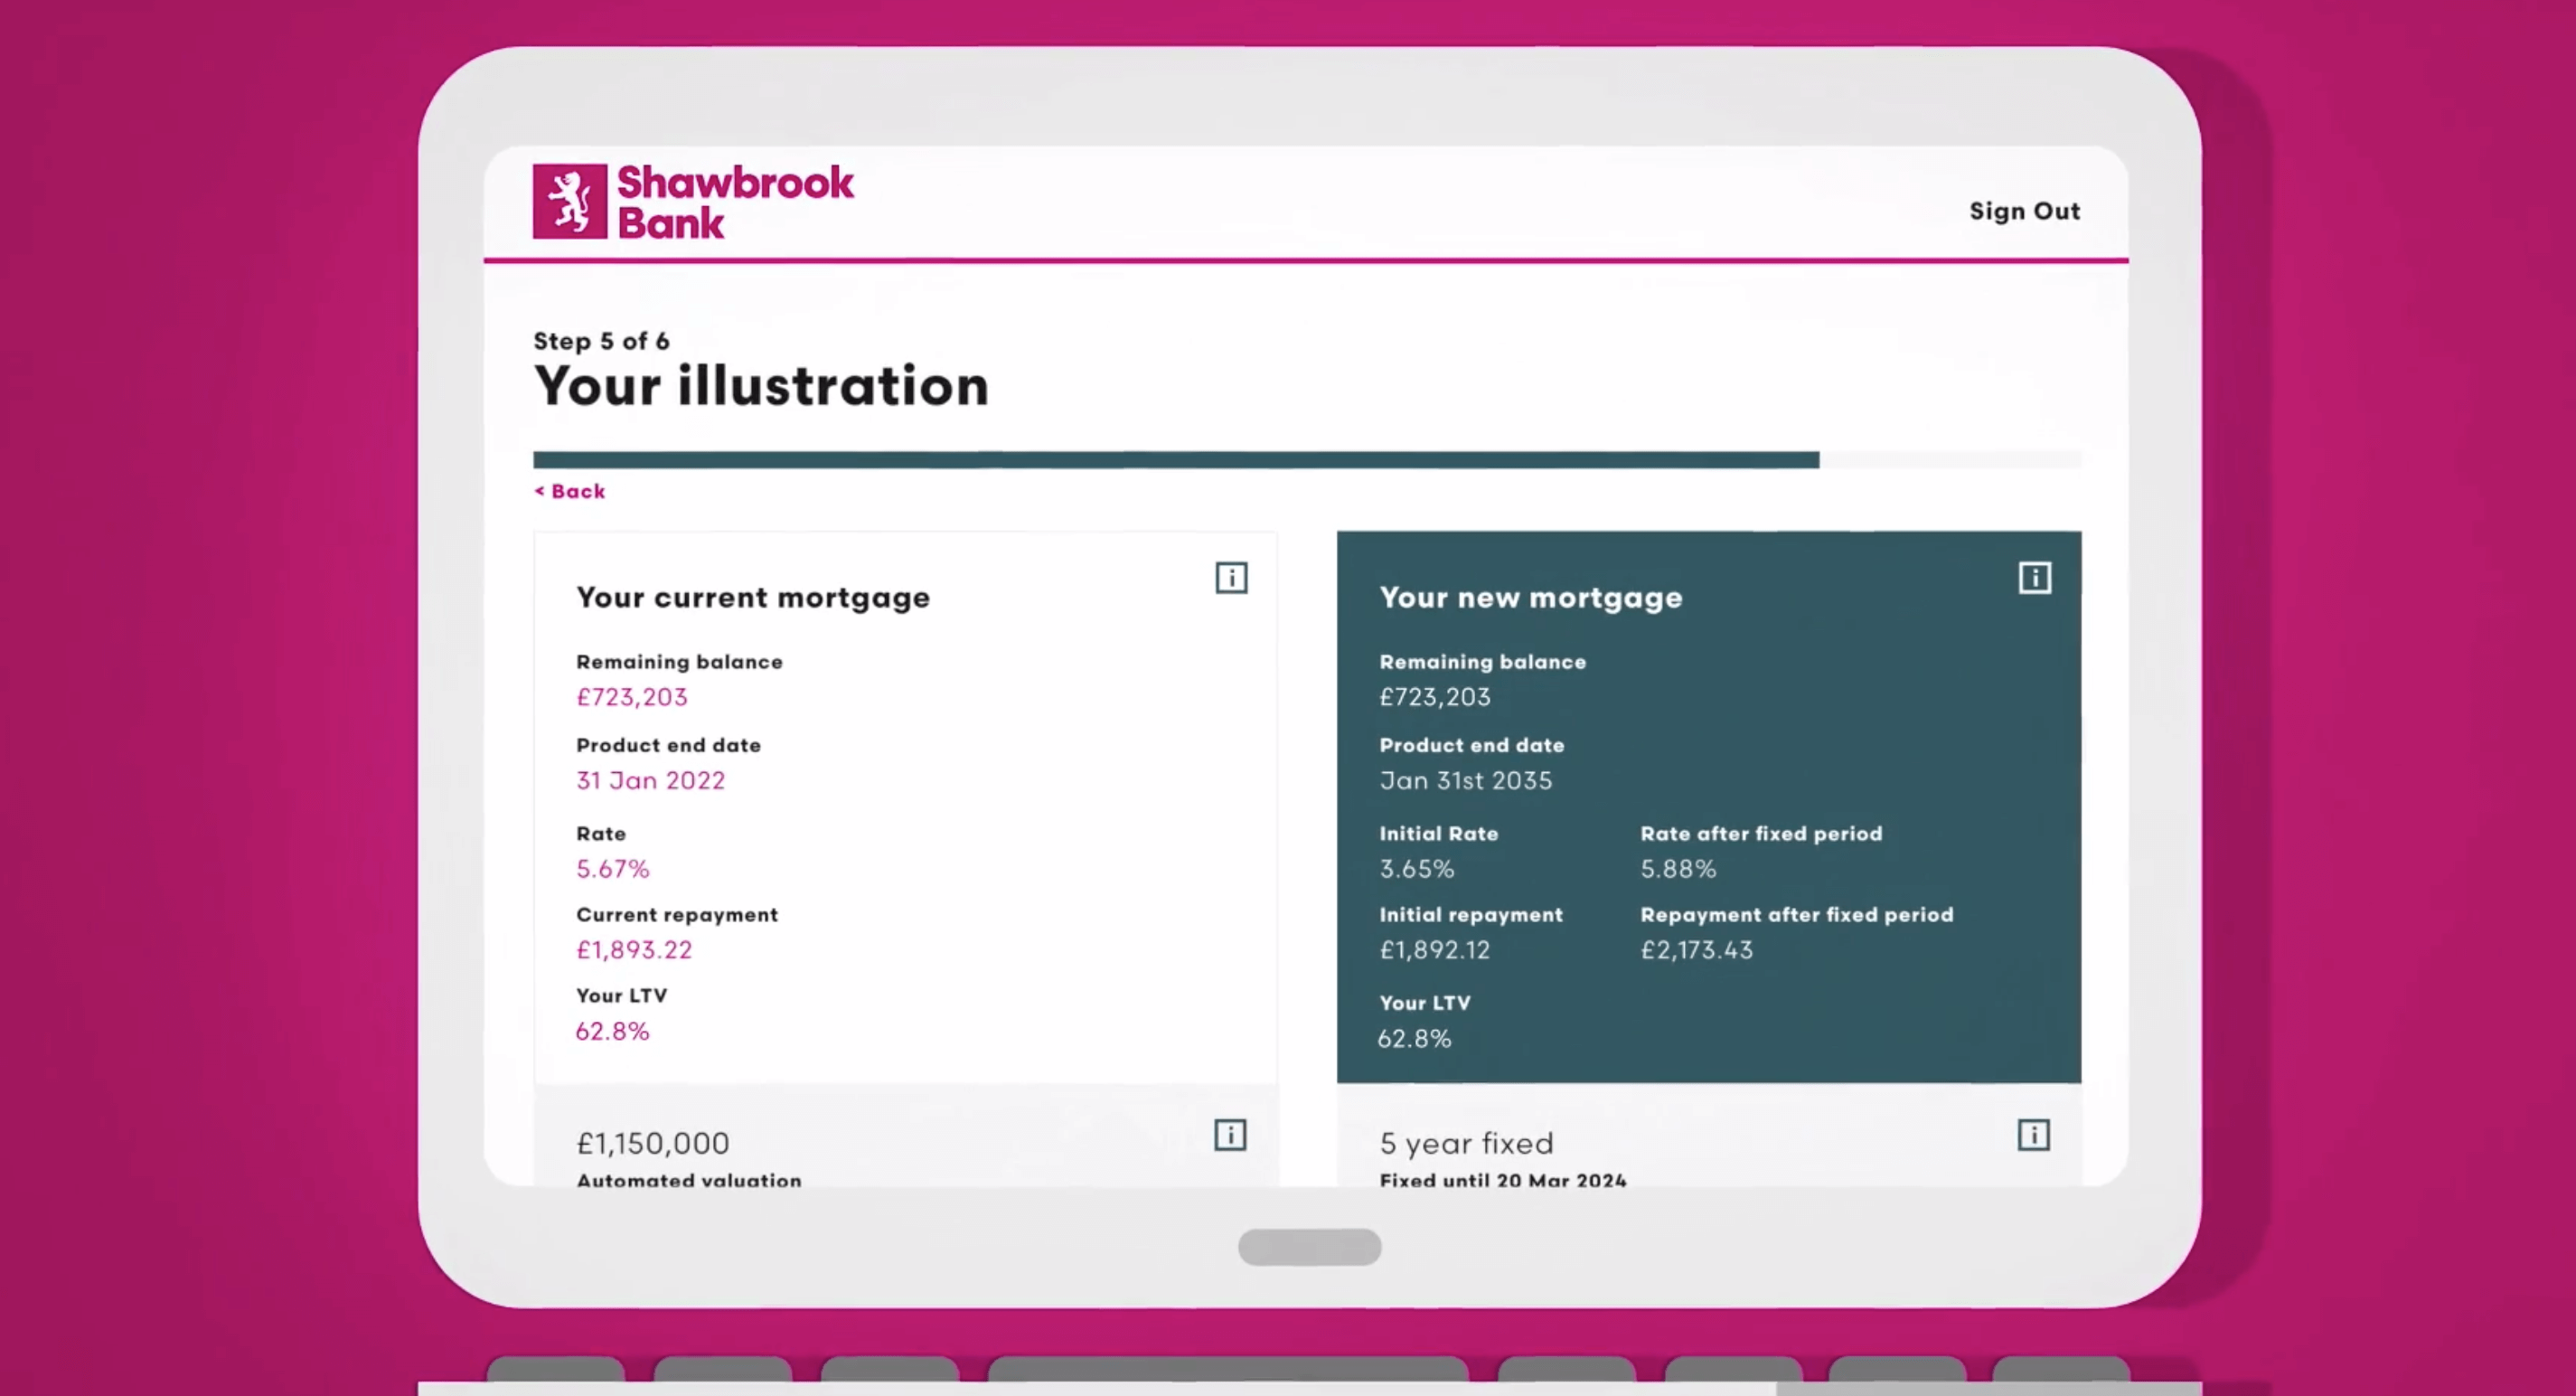 Shawbrook
Bank
Sign Out
Step 5 of 6
Your illustration
< Back
Your current mortgage
Remaining balance
£723,203
Product end date
31 Jan 2022
Rate
5.67%
Current repayment
£1,893.22
Your LTV
62.8%
£1,150,000
Automated valuation
Your new mortgage
Remaining balance
£723,203
Product end date
Jan 31st 2035
Initial Rate
3.65%
Rate after fixed period
5.88%
Initial repayment
£1,892.12
Repayment after fixed period
£2,173.43
Your LTV
62.8%
5 year fixed
Fixed until 20 Mar 2024